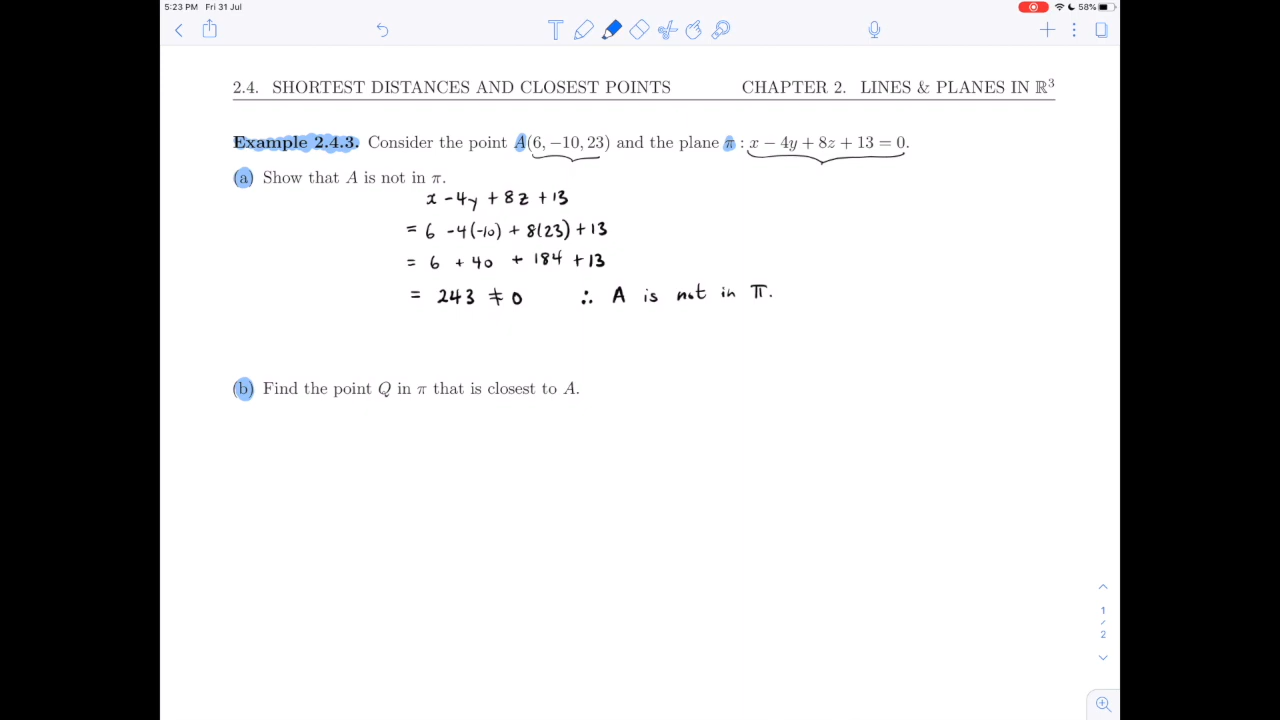 5:23 PM Fri 31 Jul 58%
T
2.4. SHORTEST DISTANCES AND CLOSEST POINTS CHAPTER 2. LINES & PLANES IN ℝ³
Example 2.4.3. Consider the point A(6, −10, 23) and the plane π : x − 4y + 8z + 13 = 0.
(a) Show that A is not in π.
x - 4y + 8z + 13
= 6 - 4(-10) + 8(23) + 13
= 6 + 40 + 184 + 13
= 243 ≠ 0 ∴ A is not in π.
(b) Find the point Q in π that is closest to A.
1
/
2